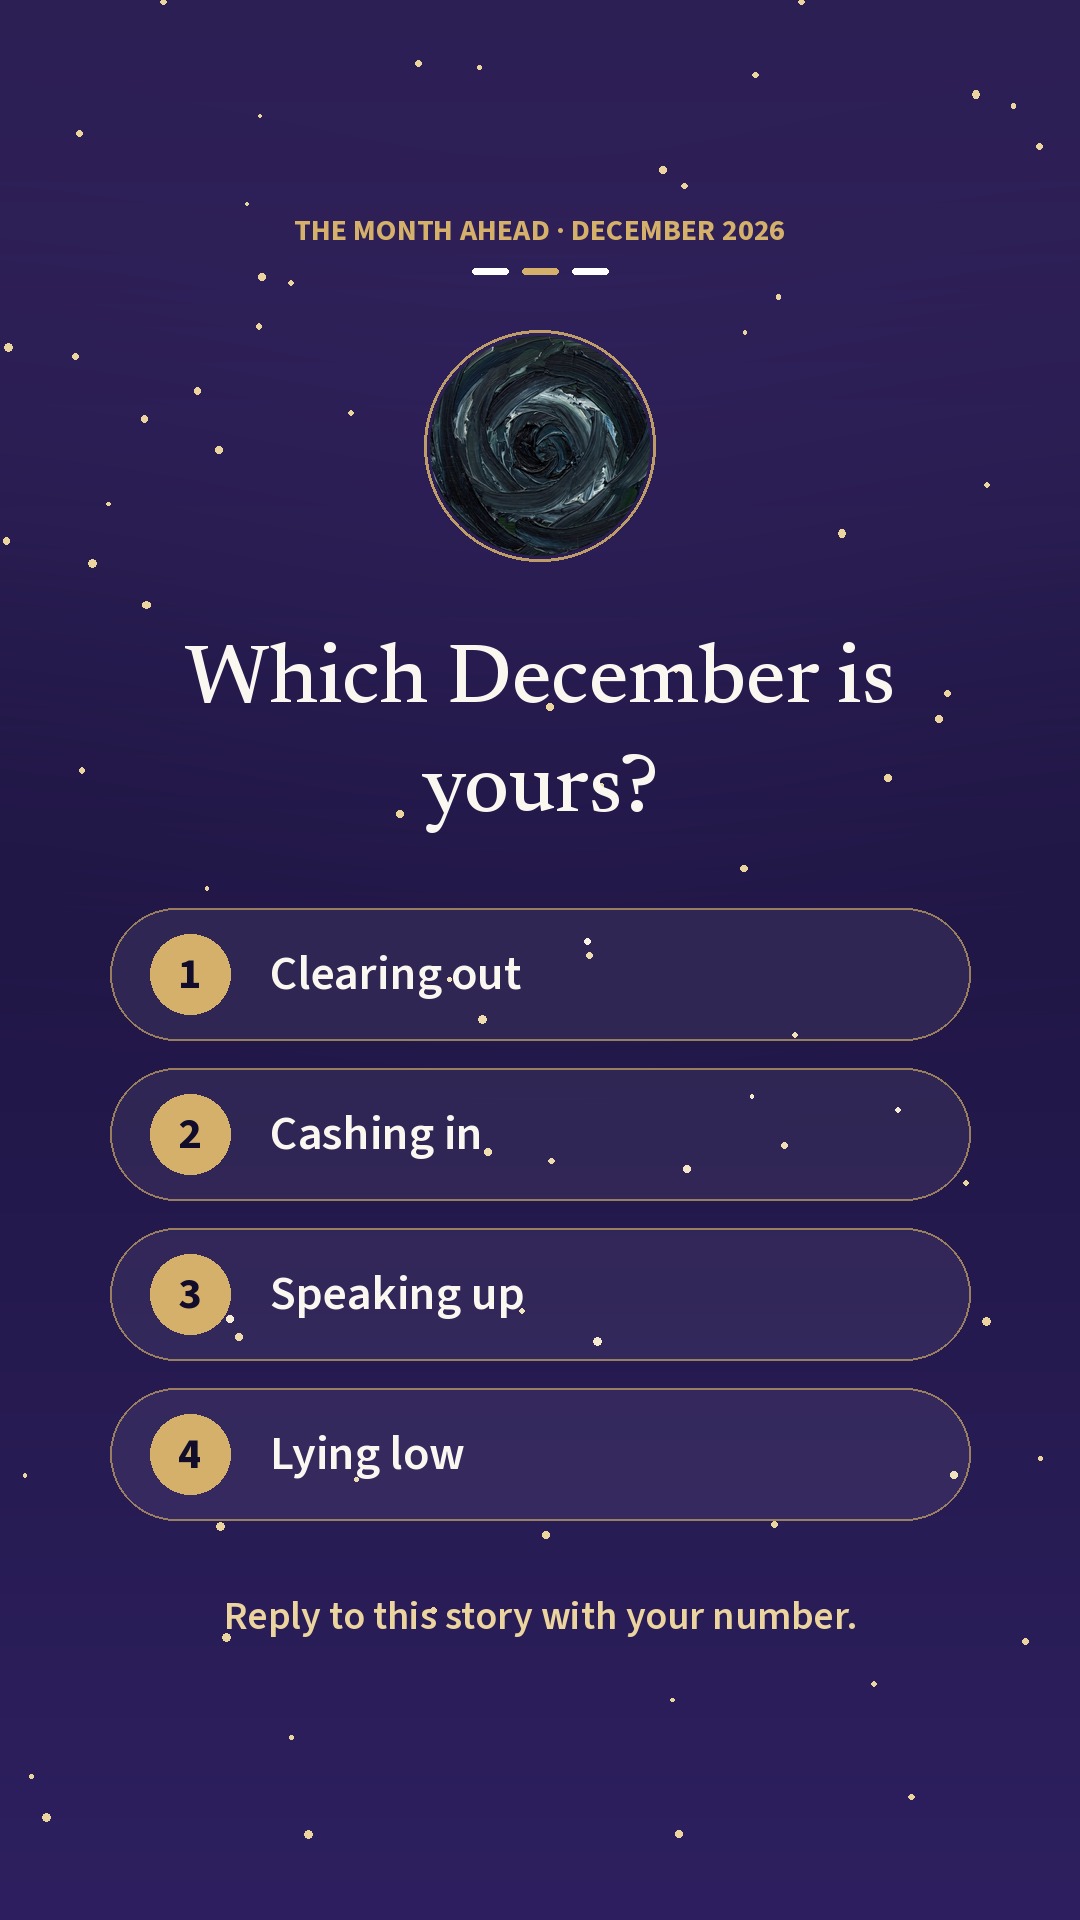 THE MONTH AHEAD · DECEMBER 2026
Which December is
yours?
1 Clearing out
2 Cashing in
3 Speaking up
4 Lying low
Reply to this story with your number.